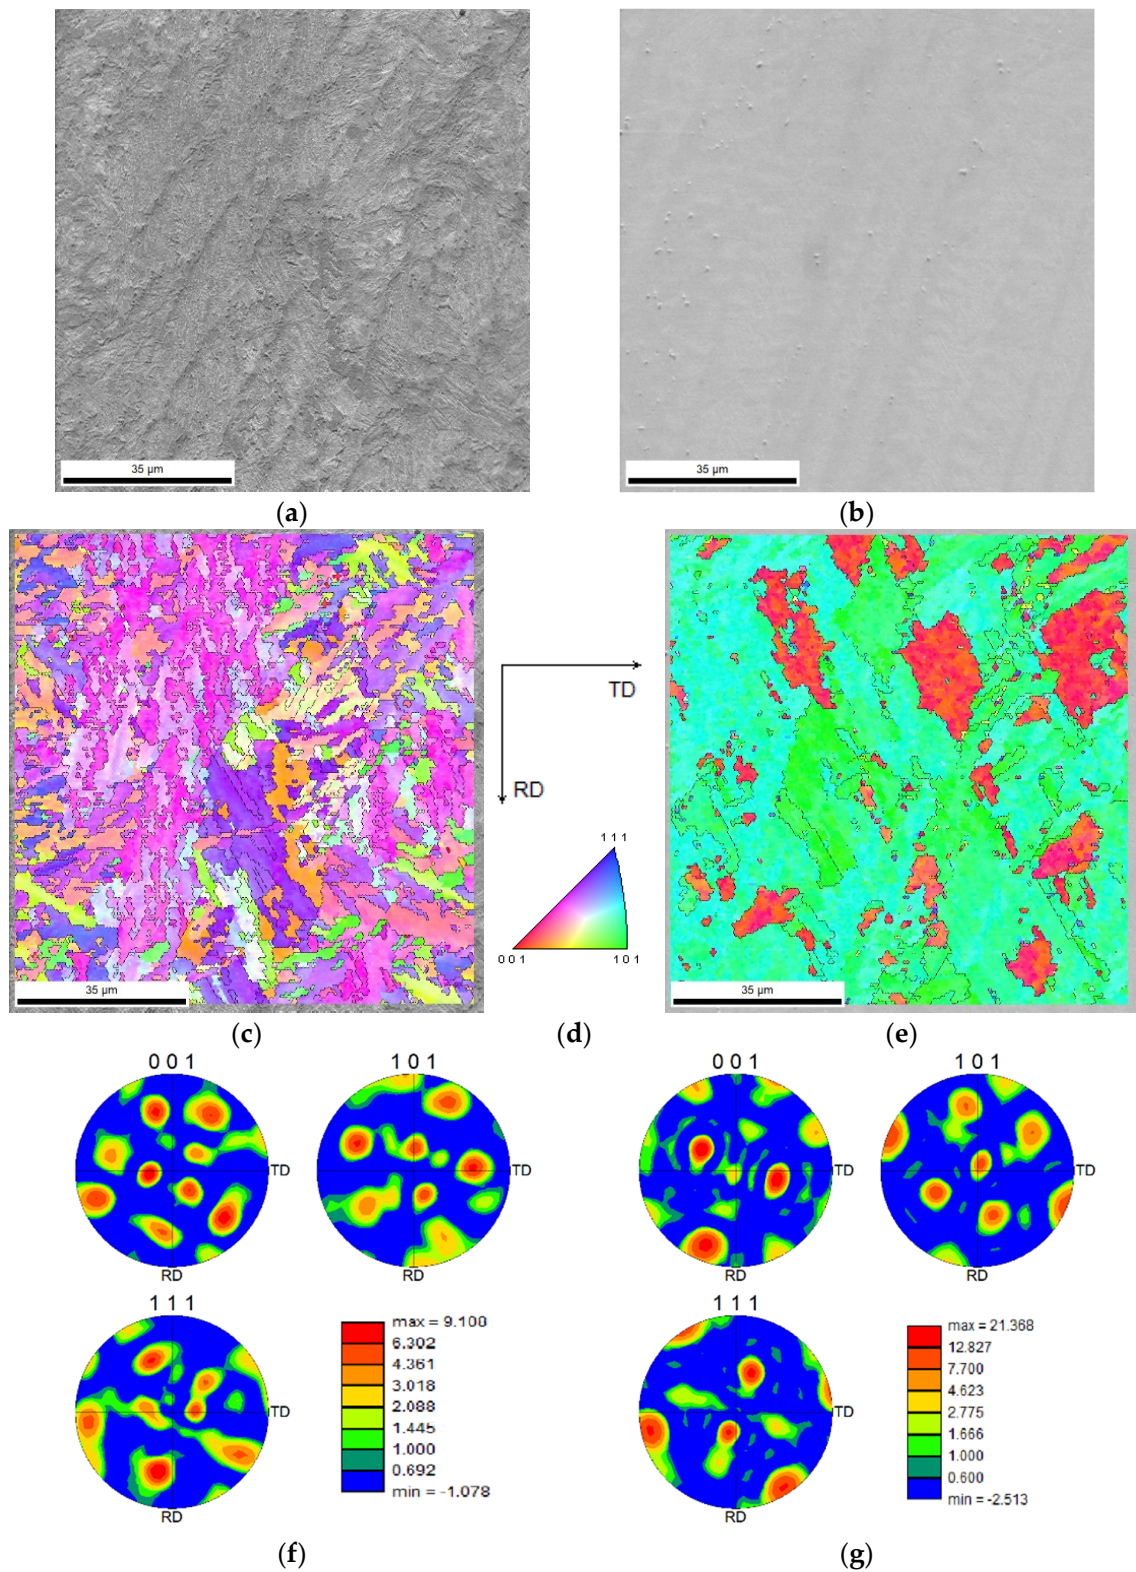 35 µm
35 µm
(a)
(b)
TD
RD
1 1 1
0 0 1
1 0 1
35 µm
35 µm
(c)
(d)
(e)
0 0 1
TD
RD
1 0 1
TD
RD
0 0 1
TD
RD
1 0 1
TD
RD
1 1 1
TD
RD
max = 9.108
6.302
4.361
3.018
2.088
1.445
1.000
0.692
min = -1.078
1 1 1
TD
RD
max = 21.368
12.827
7.700
4.623
2.775
1.666
1.000
0.600
min = -2.513
(f)
(g)